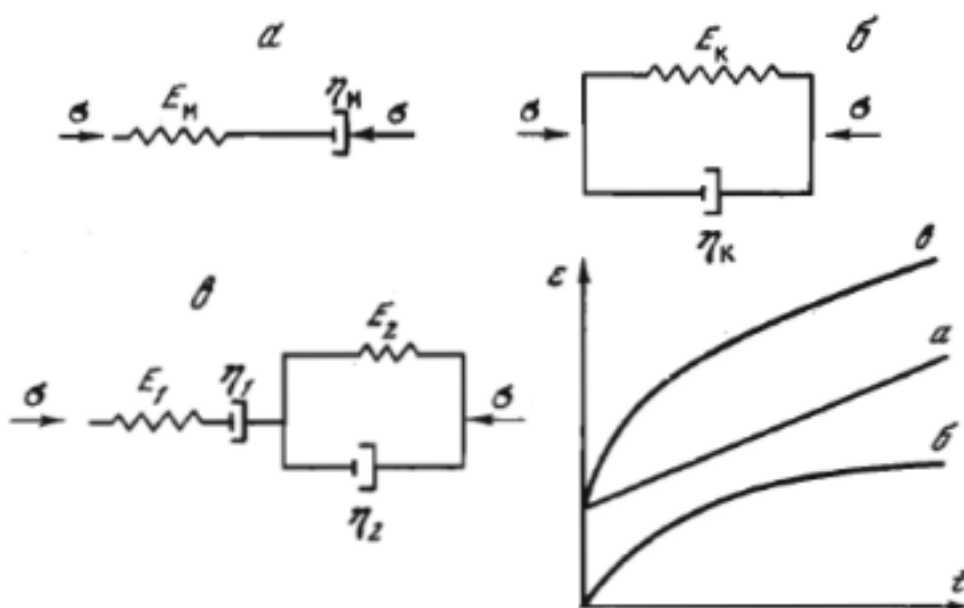 а
σ E_м η_м σ
б
E_к
σ σ
η_к
в
σ E_1 η_1 E_2 σ
η_2
ε
в
а
б
t